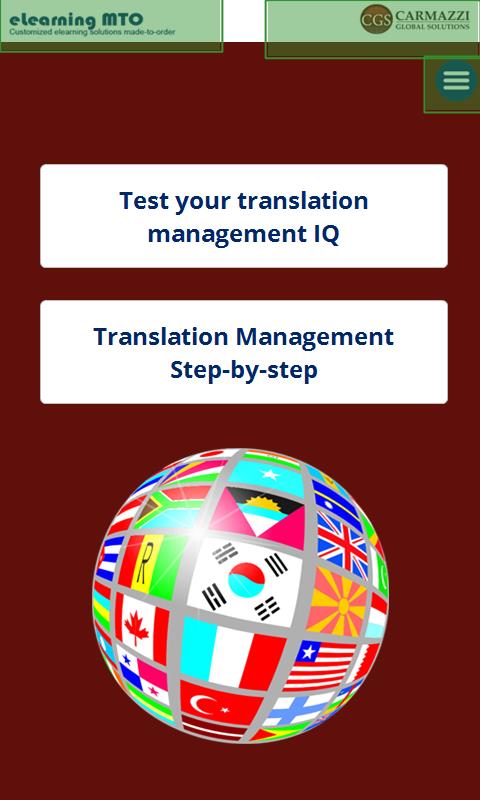 elearning MTO
Customized elearning solutions made-to-order
CGS CARMAZZI
GLOBAL SOLUTIONS
Test your translation
management IQ
Translation Management
Step-by-step
R